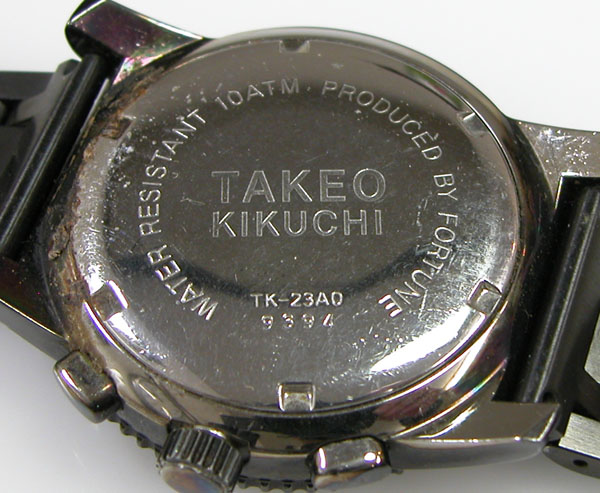 WATER RESISTANT 10ATM PRODUCED BY FORTUNE
TAKEO
KIKUCHI
TK-23A0
9394